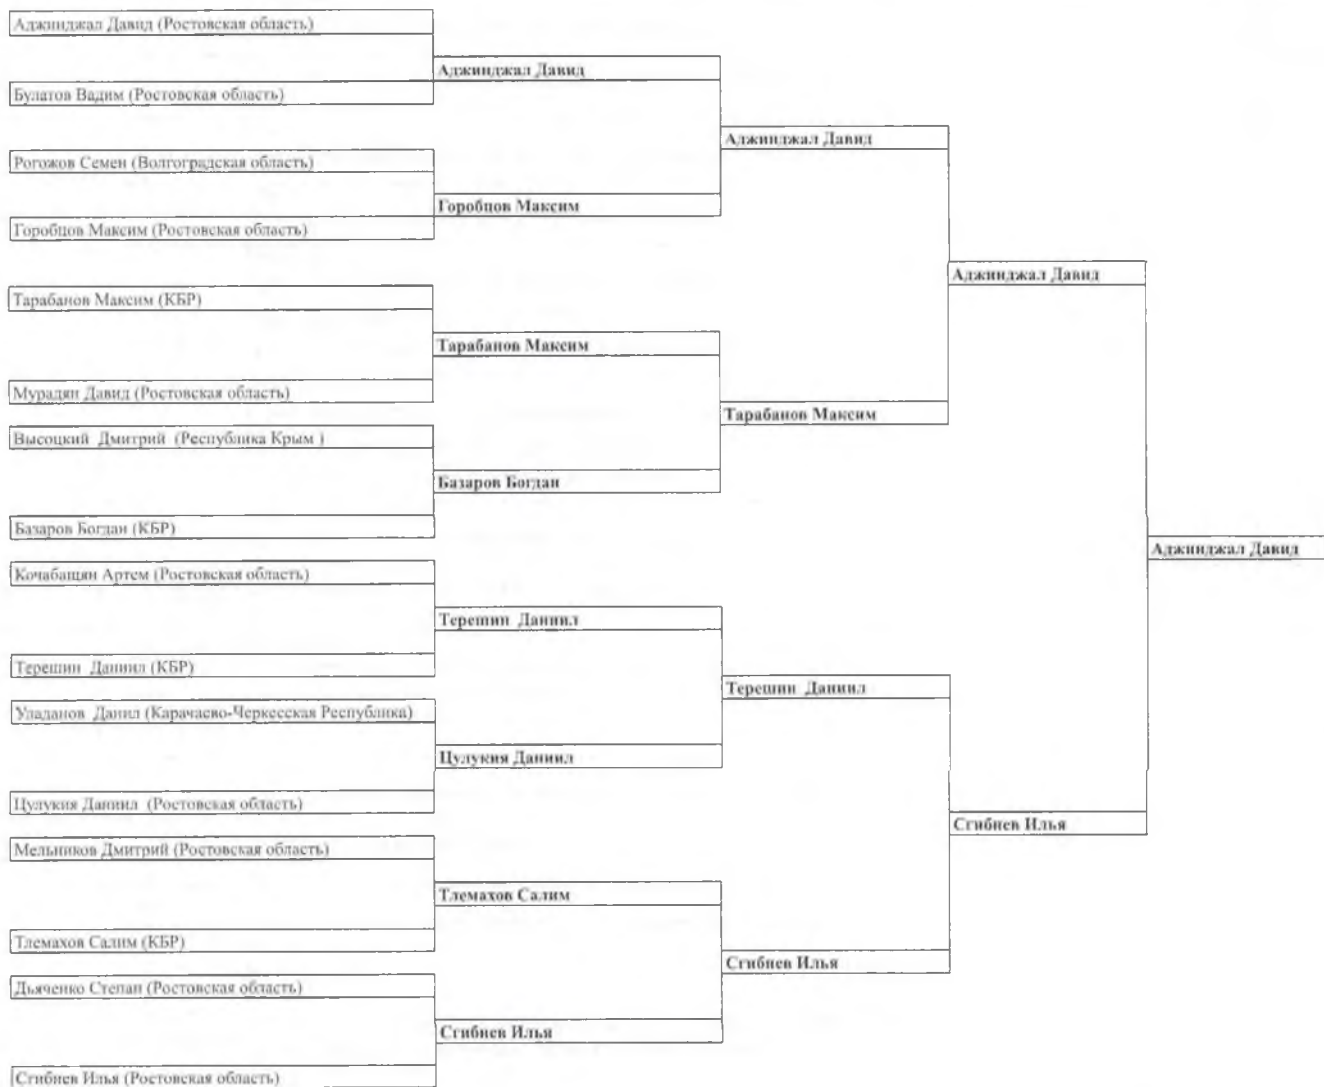 Аджинджал Давид (Ростовская область)
Аджинджал Давид
Булатов Вадим (Ростовская область)
Аджинджал Давид
Рогожов Семен (Волгоградская область)
Горобцов Максим
Горобцов Максим (Ростовская область)
Аджинджал Давид
Тарабанов Максим (КБР)
Тарабанов Максим
Мурадян Давид (Ростовская область)
Тарабанов Максим
Высоцкий Дмитрий (Республика Крым )
Базаров Богдан
Базаров Богдан (КБР)
Аджинджал Давид
Кочабащян Артем (Ростовская область)
Терешин Даниил
Терешин Даниил (КБР)
Терешин Даниил
Уладанов Данил (Карачаево-Черкесская Республика)
Цулукия Даниил
Цулукия Даниил (Ростовская область)
Сгибнев Илья
Мельников Дмитрий (Ростовская область)
Тлемахов Салим
Тлемахов Салим (КБР)
Сгибнев Илья
Дьяченко Степан (Ростовская область)
Сгибнев Илья
Сгибнев Илья (Ростовская область)